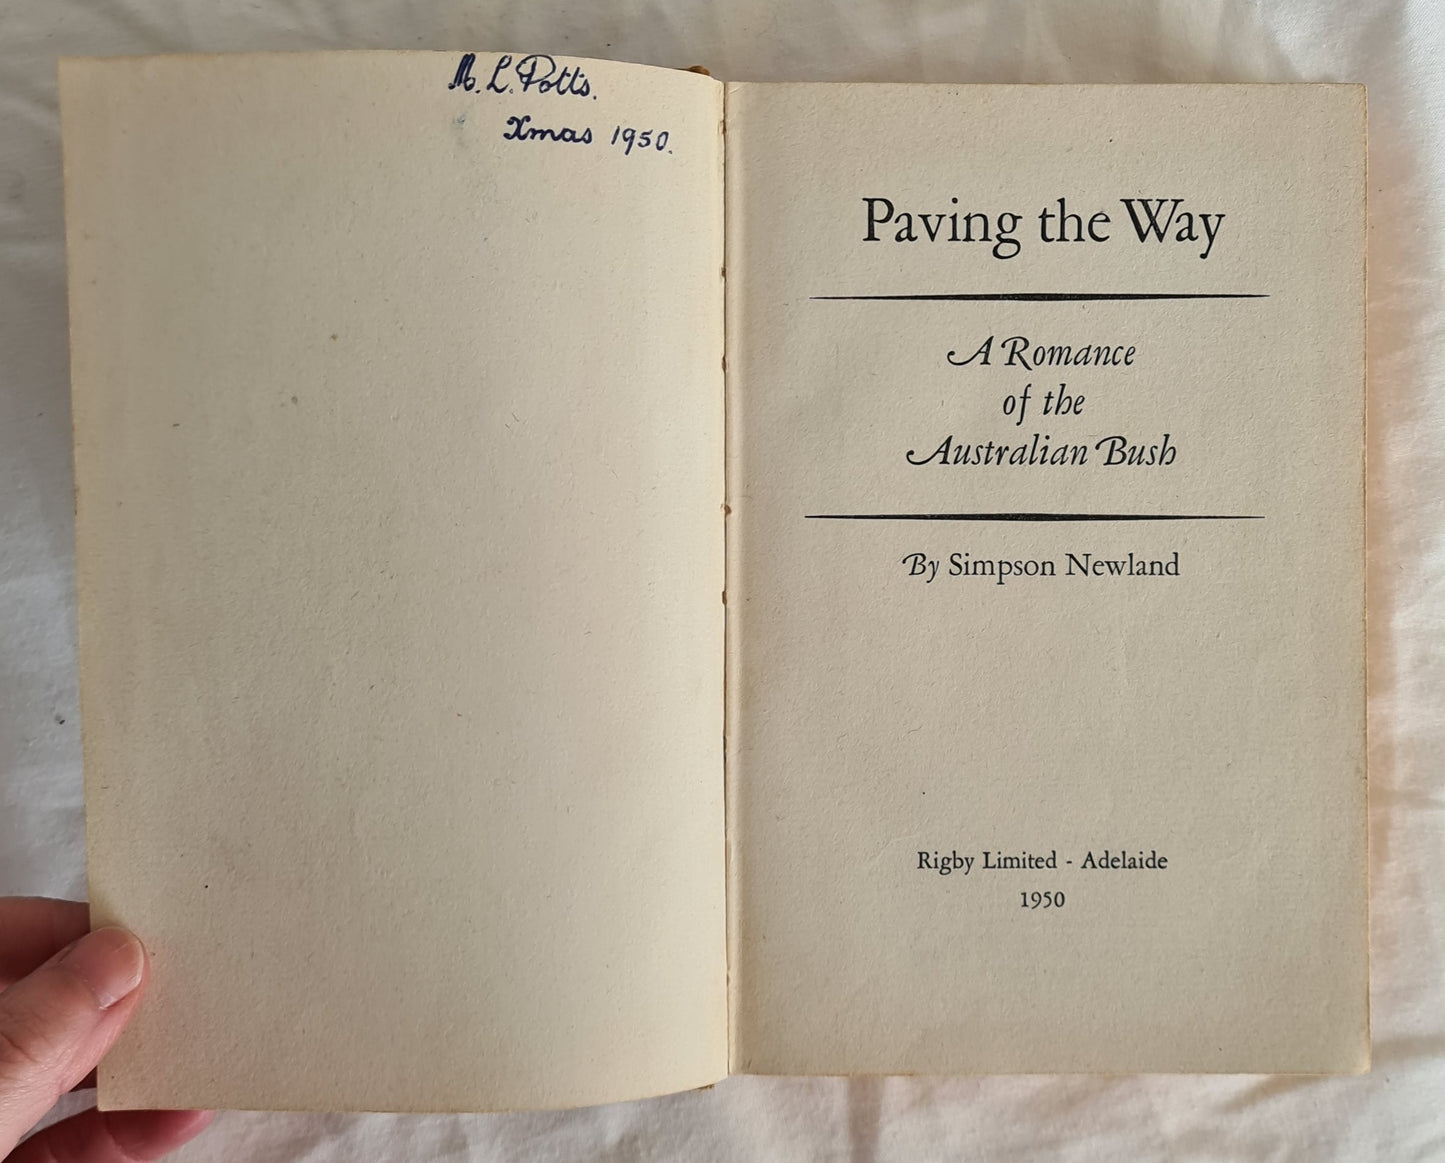 M. L. Potts.
Xmas 1950.
Paving the Way
A Romance
of the
Australian Bush
By Simpson Newland
Rigby Limited - Adelaide
1950